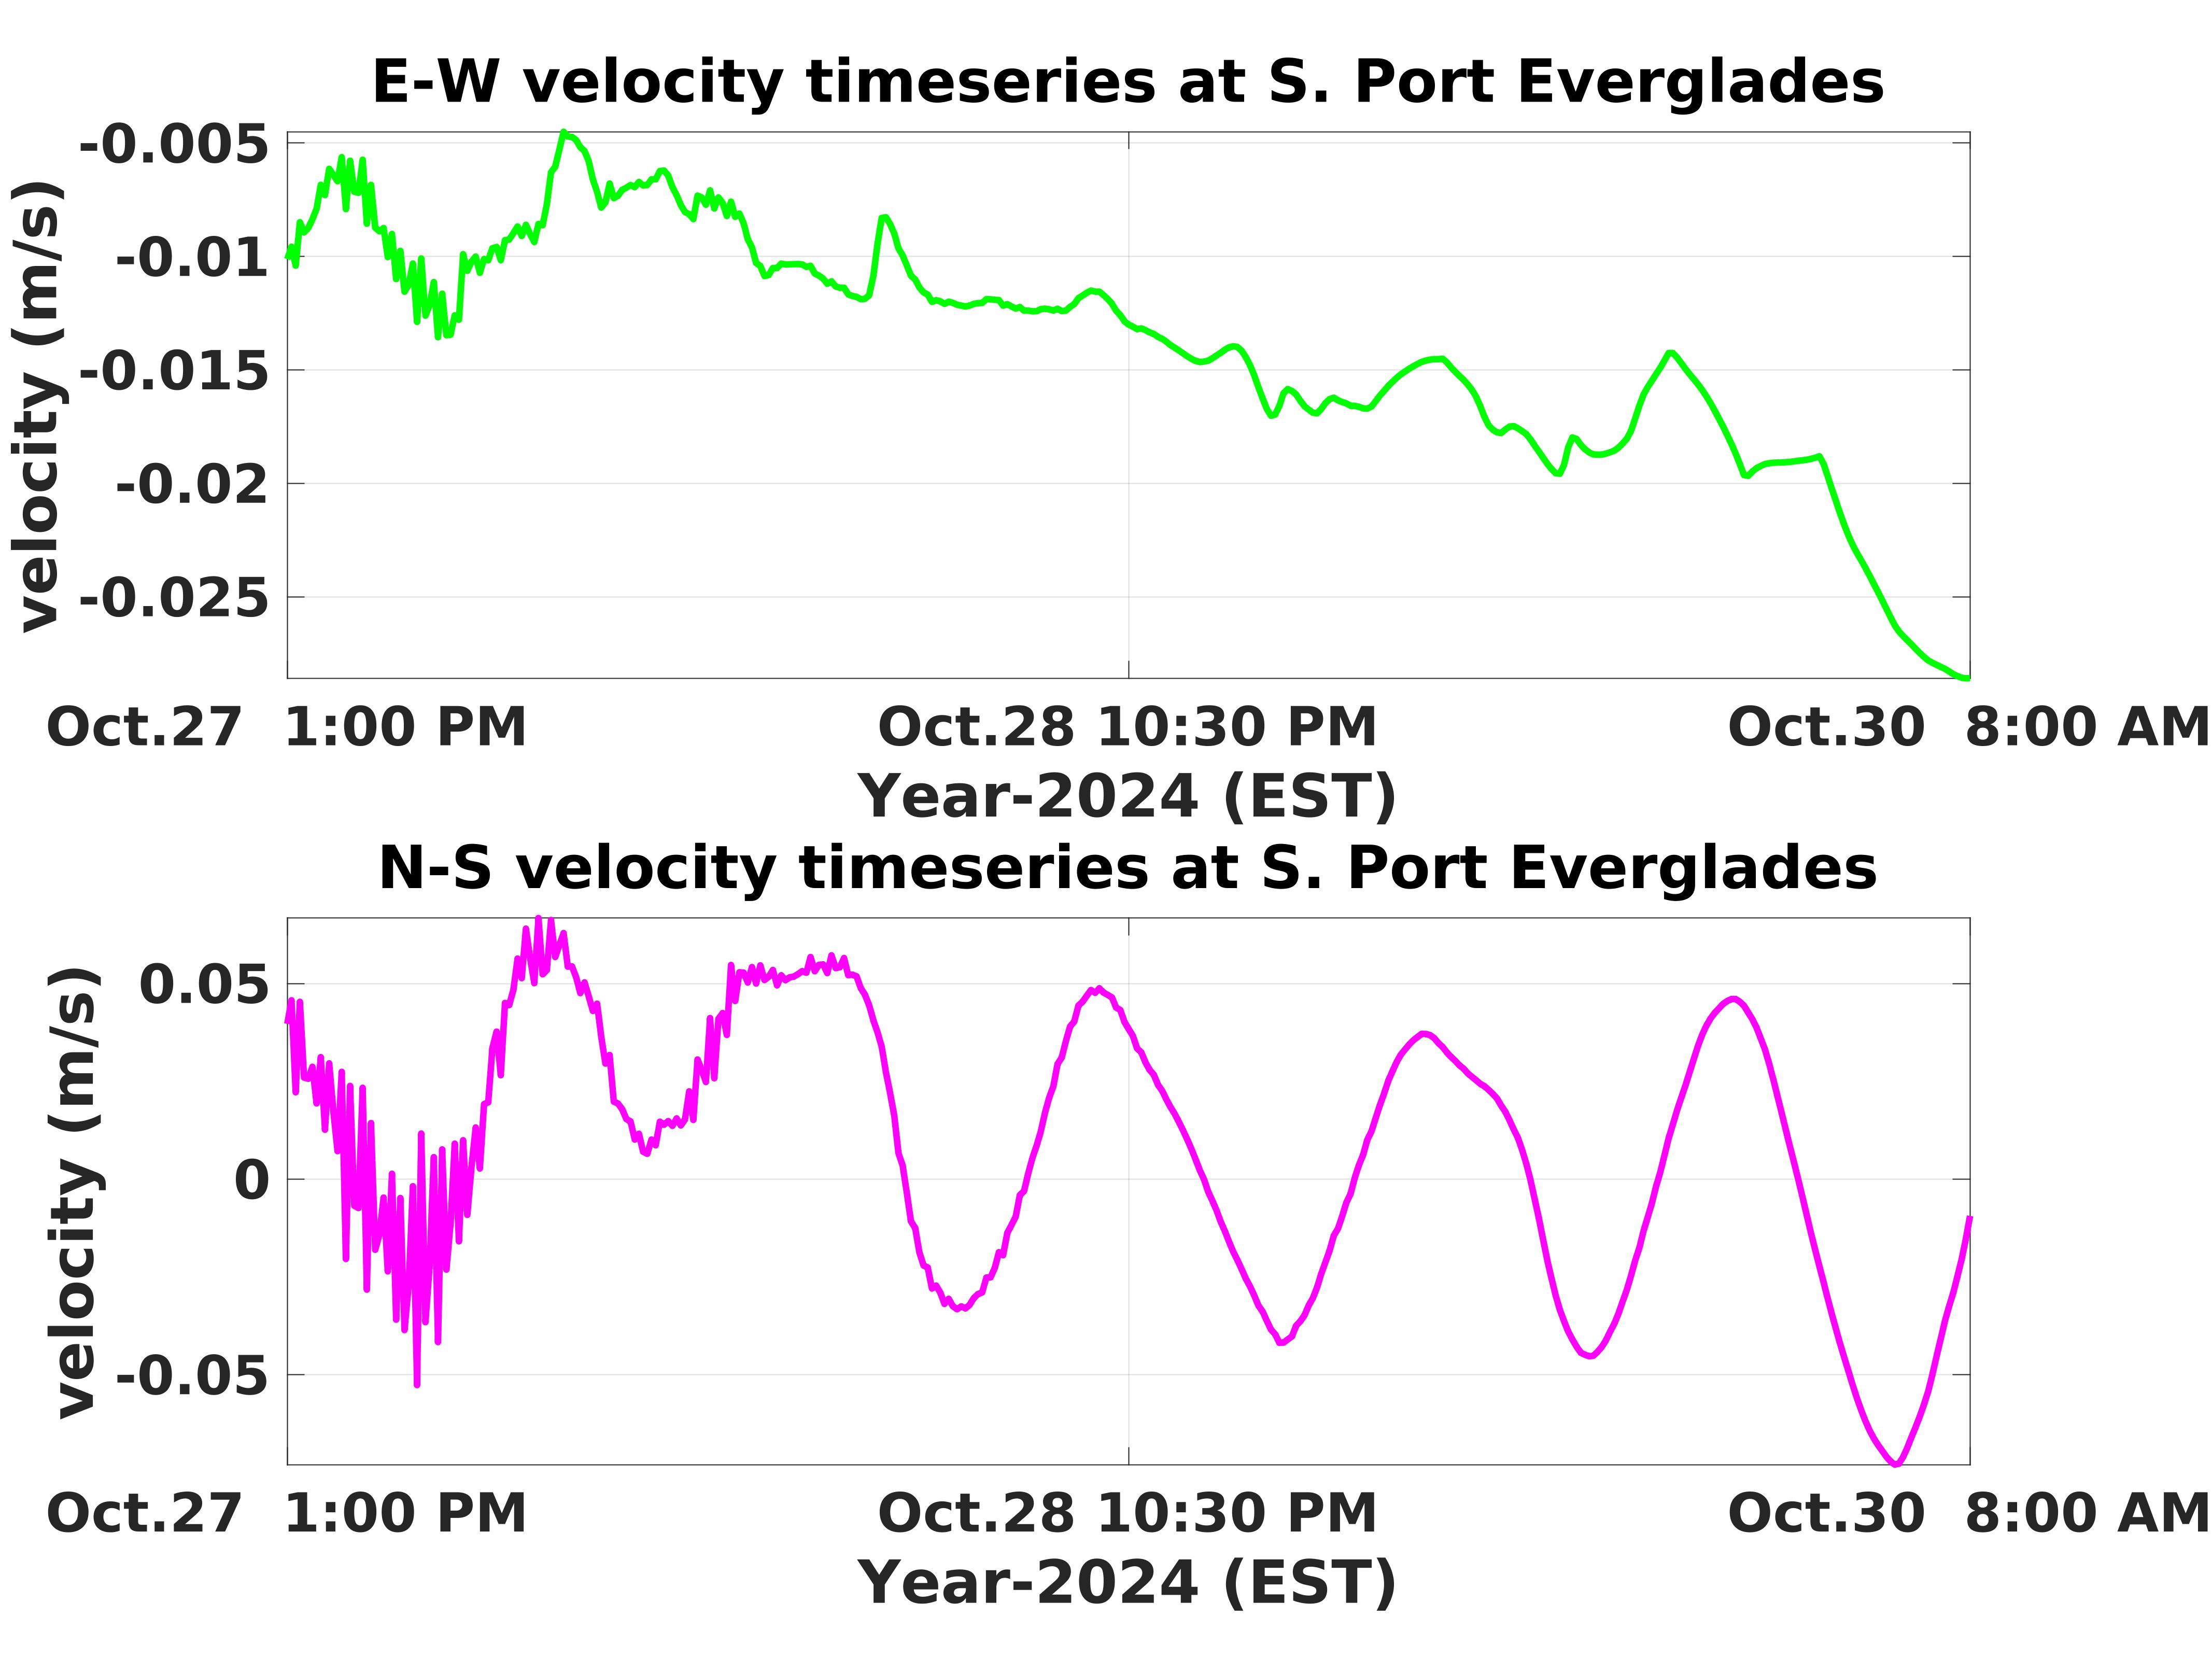 E-W velocity timeseries at S. Port Everglades
velocity (m/s)
-0.005
-0.01
-0.015
-0.02
-0.025
Oct.27 1:00 PM
Oct.28 10:30 PM
Oct.30 8:00 AM
Year-2024 (EST)
N-S velocity timeseries at S. Port Everglades
velocity (m/s)
0.05
0
-0.05
Oct.27 1:00 PM
Oct.28 10:30 PM
Oct.30 8:00 AM
Year-2024 (EST)